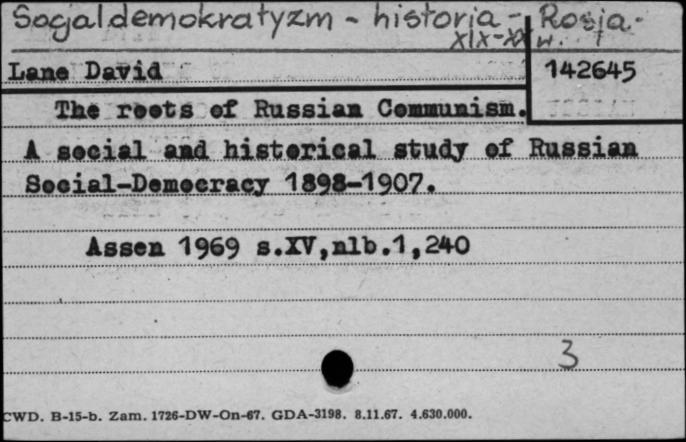 Socjaldemokratyzm - historia - Rosja.
XIX-XX w.
Lane David 142645
The roots of Russian Communism.
A social and historical study of Russian
Social-Democracy 1898-1907.
Assen 1969 s.XV,nlb.1,240
3
CWD. B-15-b. Zam. 1726-DW-On-67. GDA-3198. 8.11.67. 4.630.000.